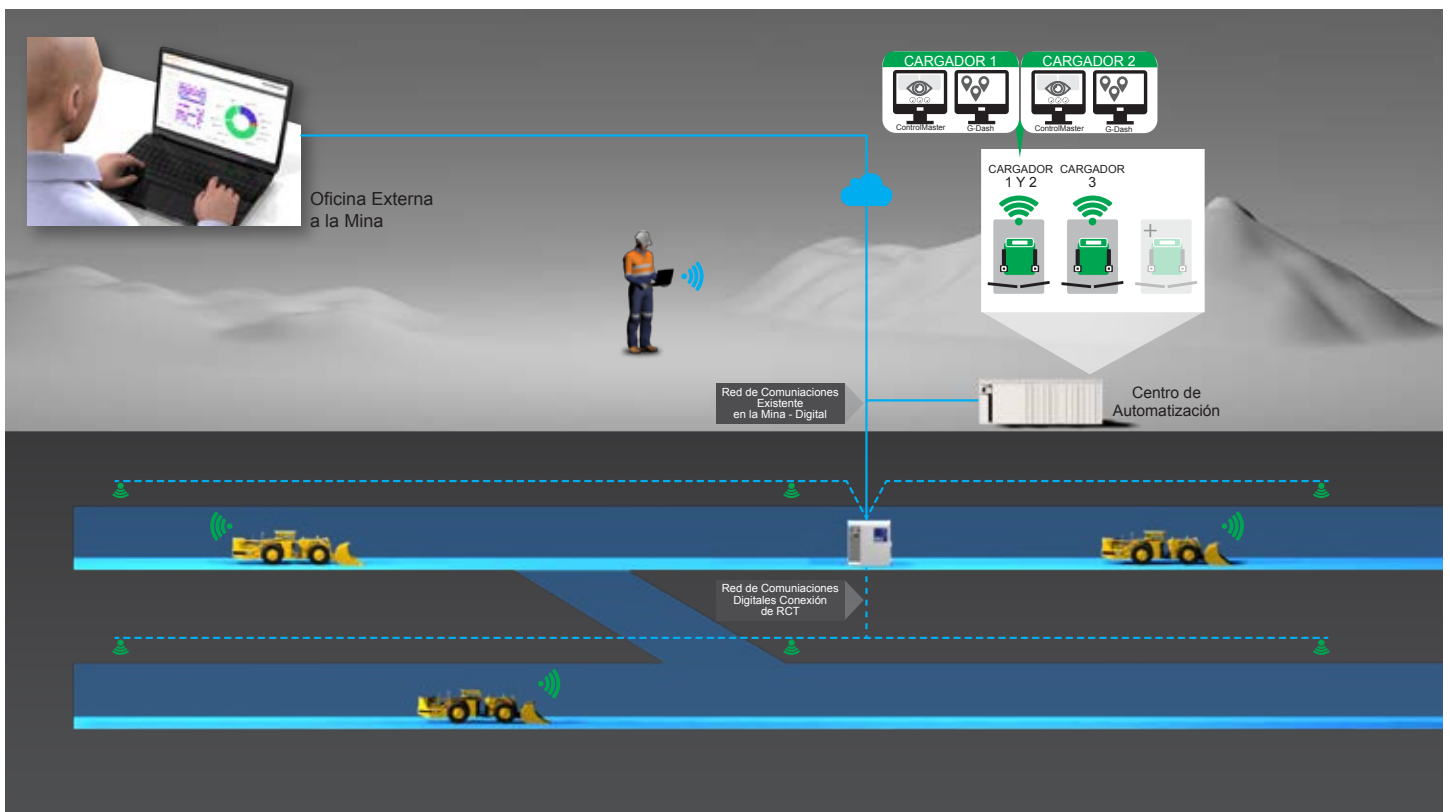 CARGADOR 1
CARGADOR 2
ControlMaster
G-Dash
ControlMaster
G-Dash
CARGADOR
1 Y 2
CARGADOR
3
Oficina Externa
a la Mina
Red de Comuniaciones
Existente
en la Mina - Digital
Centro de
Automatización
Red de Comuniaciones
Digitales Conexión
de RCT